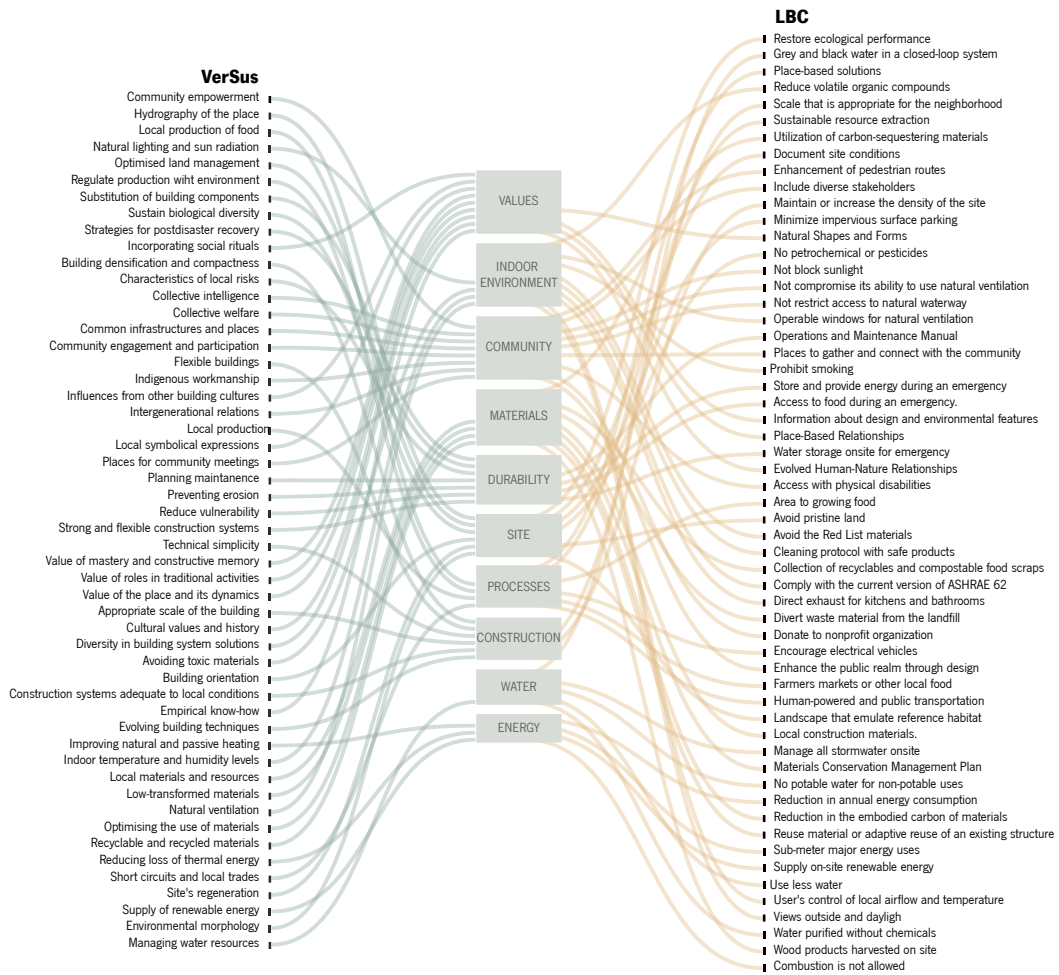 LBC
Restore ecological performance
Grey and black water in a closed-loop system
Place-based solutions
Reduce volatile organic compounds
Scale that is appropriate for the neighborhood
Sustainable resource extraction
Utilization of carbon-sequestering materials
Document site conditions
Enhancement of pedestrian routes
Include diverse stakeholders
Maintain or increase the density of the site
Minimize impervious surface parking
Natural Shapes and Forms
No petrochemical or pesticides
Not block sunlight
Not compromise its ability to use natural ventilation
Not restrict access to natural waterway
Operable windows for natural ventilation
Operations and Maintenance Manual
Places to gather and connect with the community
Prohibit smoking
Store and provide energy during an emergency
Access to food during an emergency.
Information about design and environmental features
Place-Based Relationships
Water storage onsite for emergency
Evolved Human-Nature Relationships
Access with physical disabilities
Area to growing food
Avoid pristine land
Avoid the Red List materials
Cleaning protocol with safe products
Collection of recyclables and compostable food scraps
Comply with the current version of ASHRAE 62
Direct exhaust for kitchens and bathrooms
Divert waste material from the landfill
Donate to nonprofit organization
Encourage electrical vehicles
Enhance the public realm through design
Farmers markets or other local food
Human-powered and public transportation
Landscape that emulate reference habitat
Local construction materials.
Manage all stormwater onsite
Materials Conservation Management Plan
No potable water for non-potable uses
Reduction in annual energy consumption
Reduction in the embodied carbon of materials
Reuse material or adaptive reuse of an existing structure
Sub-meter major energy uses
Supply on-site renewable energy
Use less water
User's control of local airflow and temperature
Views outside and dayligh
Water purified without chemicals
Wood products harvested on site
Combustion is not allowed
VerSus
Community empowerment
Hydrography of the place
Local production of food
Natural lighting and sun radiation
Optimised land management
Regulate production wiht environment
Substitution of building components
Sustain biological diversity
Strategies for postdisaster recovery
Incorporating social rituals
Building densification and compactness
Characteristics of local risks
Collective intelligence
Collective welfare
Common infrastructures and places
Community engagement and participation
Flexible buildings
Indigenous workmanship
Influences from other building cultures
Intergenerational relations
Local production
Local symbolical expressions
Places for community meetings
Planning maintanence
Preventing erosion
Reduce vulnerability
Strong and flexible construction systems
Technical simplicity
Value of mastery and constructive memory
Value of roles in traditional activities
Value of the place and its dynamics
Appropriate scale of the building
Cultural values and history
Diversity in building system solutions
Avoiding toxic materials
Building orientation
Construction systems adequate to local conditions
Empirical know-how
Evolving building techniques
Improving natural and passive heating
Indoor temperature and humidity levels
Local materials and resources
Low-transformed materials
Natural ventilation
Optimising the use of materials
Recyclable and recycled materials
Reducing loss of thermal energy
Short circuits and local trades
Site's regeneration
Supply of renewable energy
Environmental morphology
Managing water resources
VALUES
INDOOR
ENVIRONMENT
COMMUNITY
MATERIALS
DURABILITY
SITE
PROCESSES
CONSTRUCTION
WATER
ENERGY